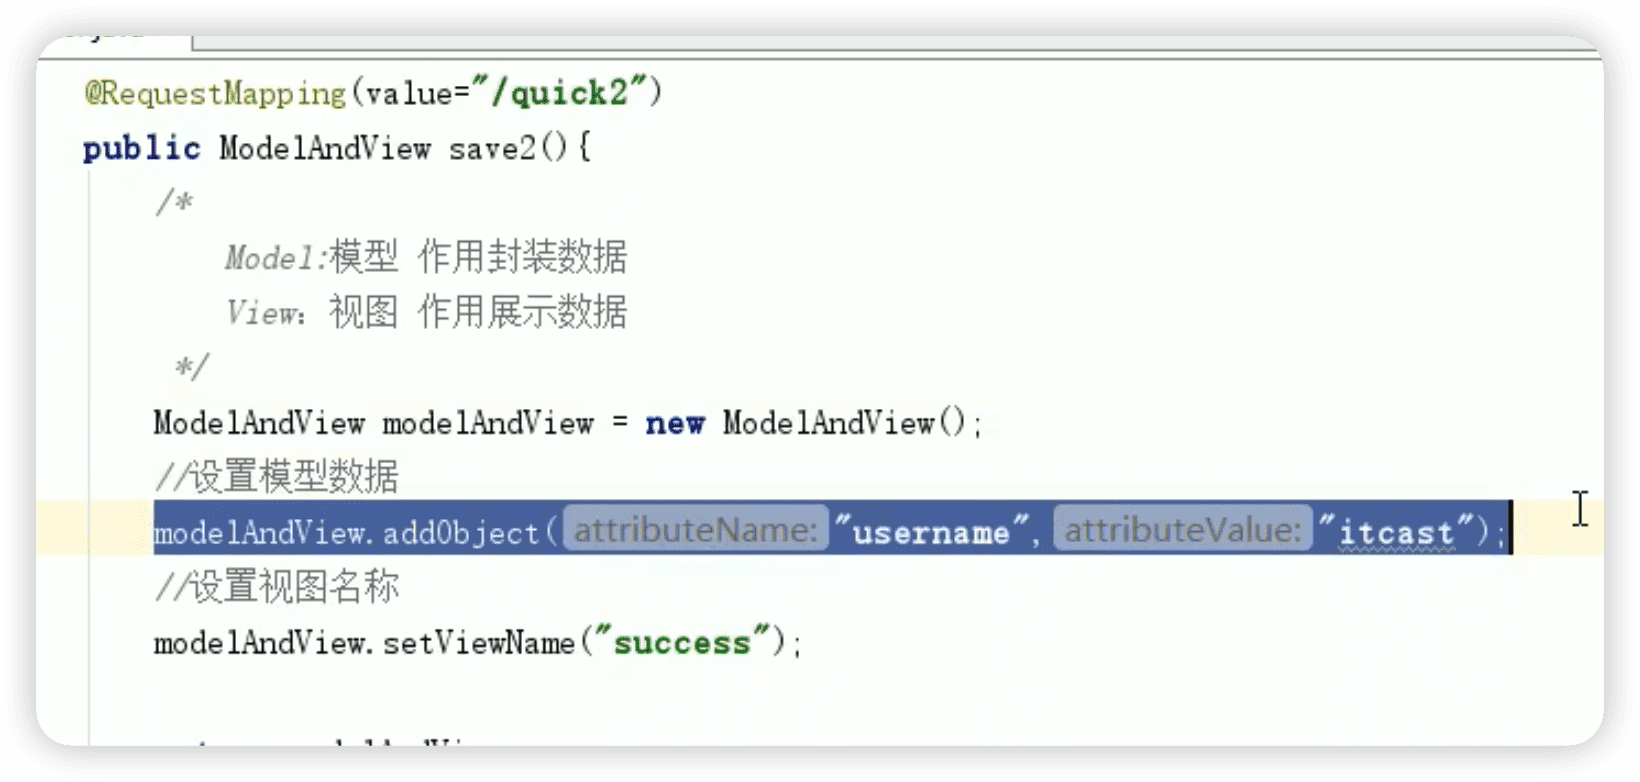 @RequestMapping(value="/quick2")
public ModelAndView save2(){
/*
Model:模型 作用封装数据
View：视图 作用展示数据
*/
ModelAndView modelAndView = new ModelAndView();
//设置模型数据
modelAndView.addObject( attributeName: "username", attributeValue: "itcast");
//设置视图名称
modelAndView.setViewName("success");